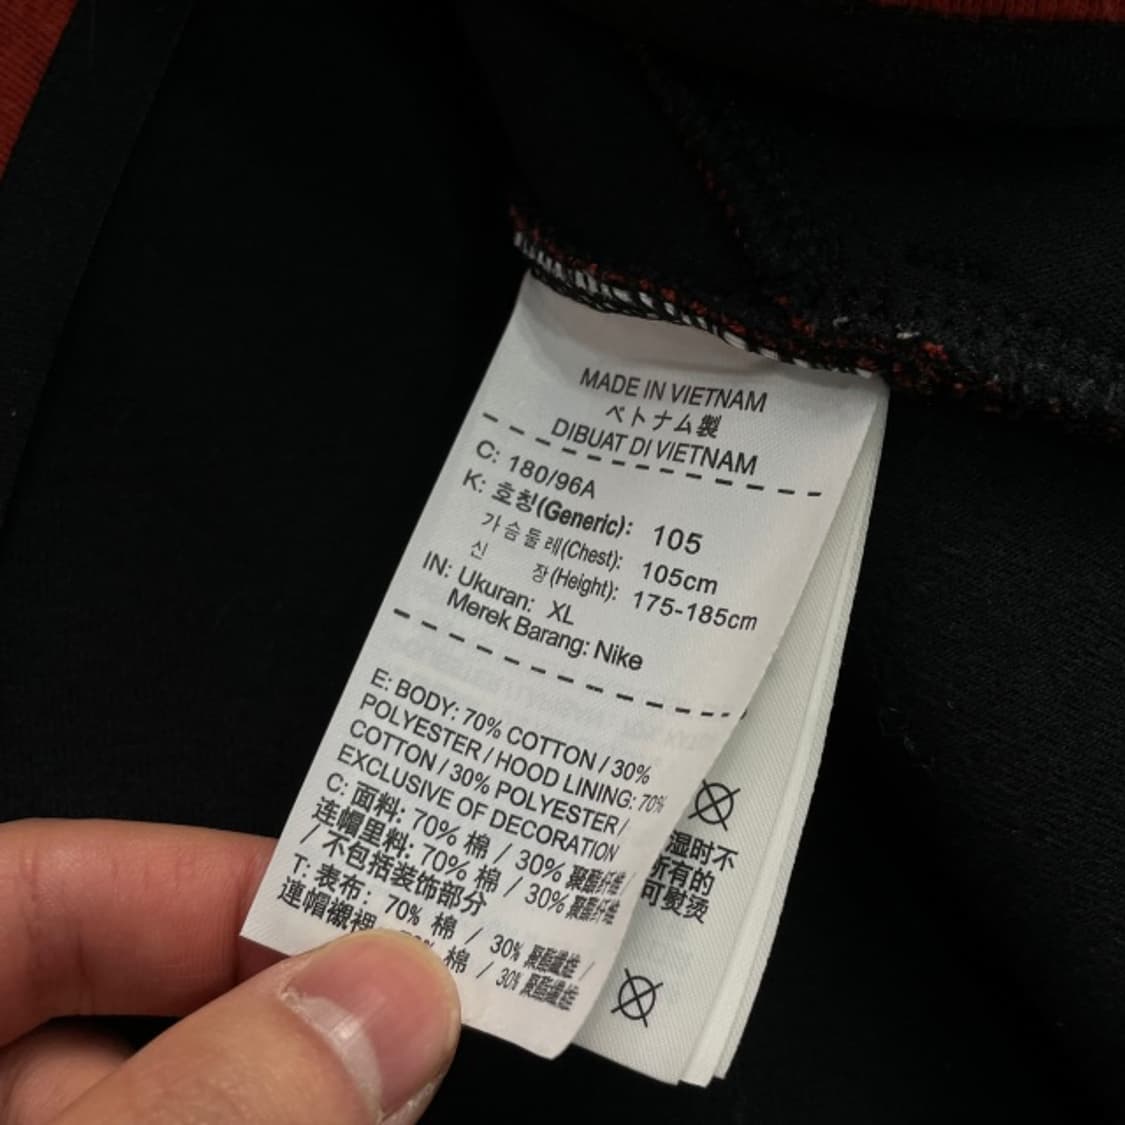 MADE IN VIETNAM
ベトナム製
DIBUAT DI VIETNAM
C: 180/96A
K: 호칭(Generic): 105
가슴둘레(Chest): 105cm
신 장(Height): 175-185cm
IN: Ukuran: XL
Merek Barang: Nike
E: BODY: 70% COTTON / 30%
POLYESTER / HOOD LINING: 70%
COTTON / 30% POLYESTER /
EXCLUSIVE OF DECORATION
C: 面料: 70% 棉 / 30% 聚酯纤维/
连帽里料: 70% 棉 / 30% 聚酯纤维
/ 不包括装饰部分
T: 表布: 70% 棉 / 30% 聚酯纖維/
連帽襯裡 棉 / 30% 聚酯纖維
湿时不
所有的
可熨烫